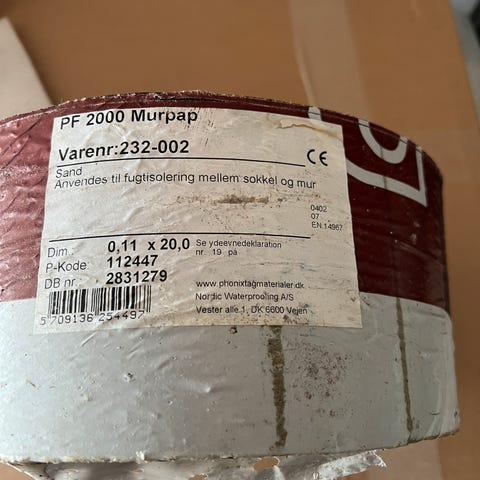 PF 2000 Murpap
Varenr:232-002
CE
Sand
Anvendes til fugtisolering mellem sokkel og mur
0402
07
EN 14967
Dim : 0,11 x 20,0
Se ydeevnedeklaration
nr. 19 på
P-Kode: 112447
DB nr. 2831279
www.phonixtagmaterialer.dk
Nordic Waterproofing A/S
Vester alle 1, DK 6600 Vejen
5 709136 254497